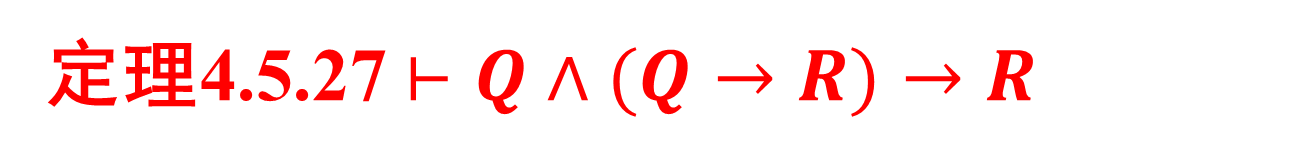 定理4.5.27 ⊢ Q ∧ (Q → R) → R